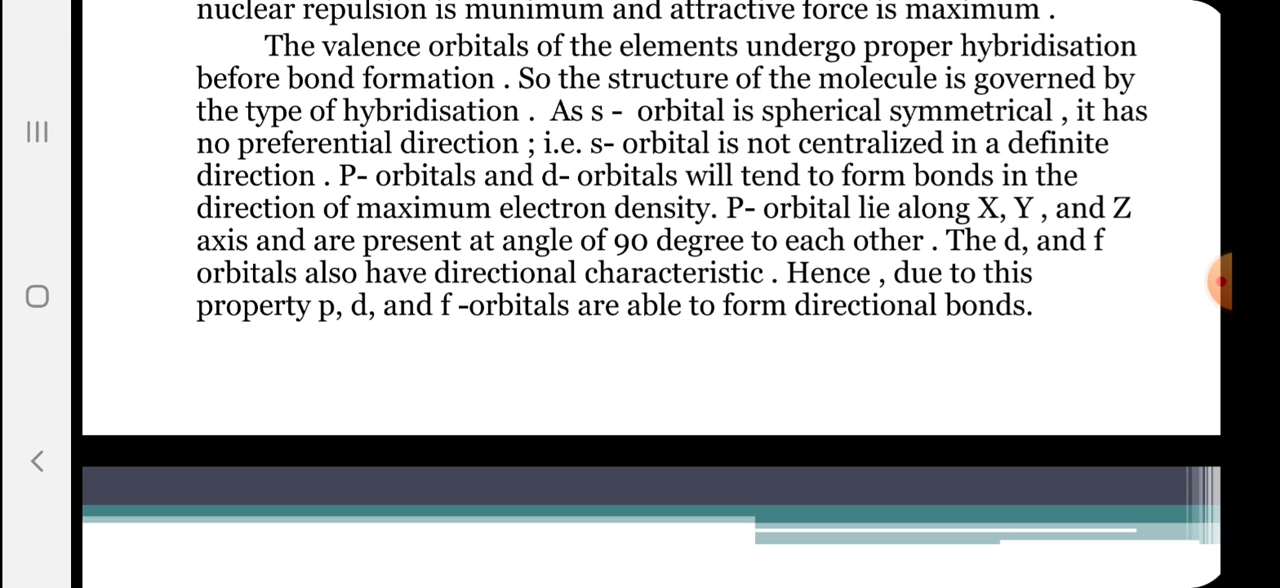 nuclear repulsion is munimum and attractive force is maximum .
The valence orbitals of the elements undergo proper hybridisation
before bond formation . So the structure of the molecule is governed by
the type of hybridisation .  As s -  orbital is spherical symmetrical , it has
no preferential direction ; i.e. s- orbital is not centralized in a definite
direction . P- orbitals and d- orbitals will tend to form bonds in the
direction of maximum electron density. P- orbital lie along X, Y , and Z
axis and are present at angle of 90 degree to each other . The d, and f
orbitals also have directional characteristic . Hence , due to this
property p, d, and f -orbitals are able to form directional bonds.